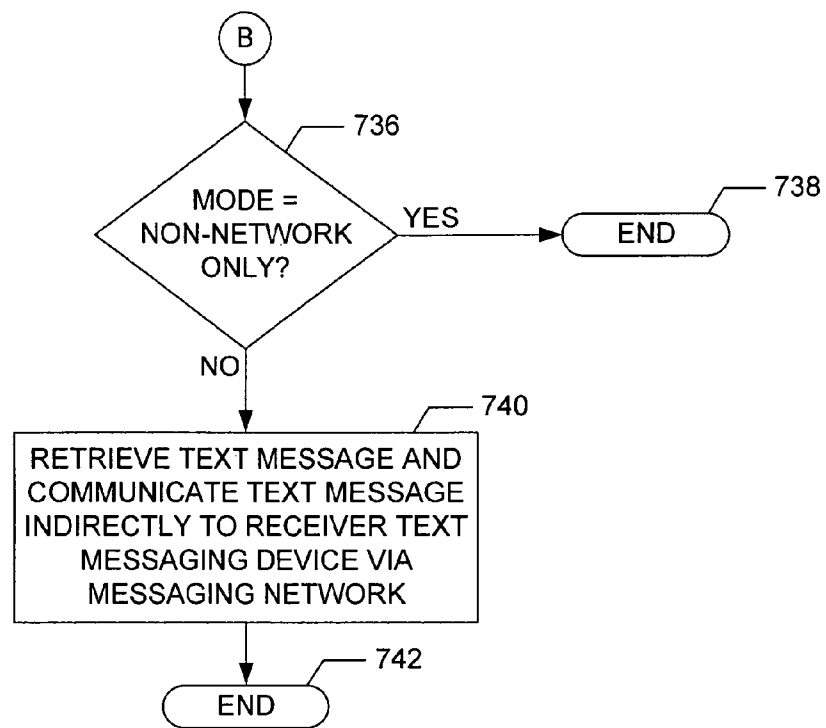 B
736
MODE =
NON-NETWORK
ONLY?
YES
738
END
NO
740
RETRIEVE TEXT MESSAGE AND
COMMUNICATE TEXT MESSAGE
INDIRECTLY TO RECEIVER TEXT
MESSAGING DEVICE VIA
MESSAGING NETWORK
742
END